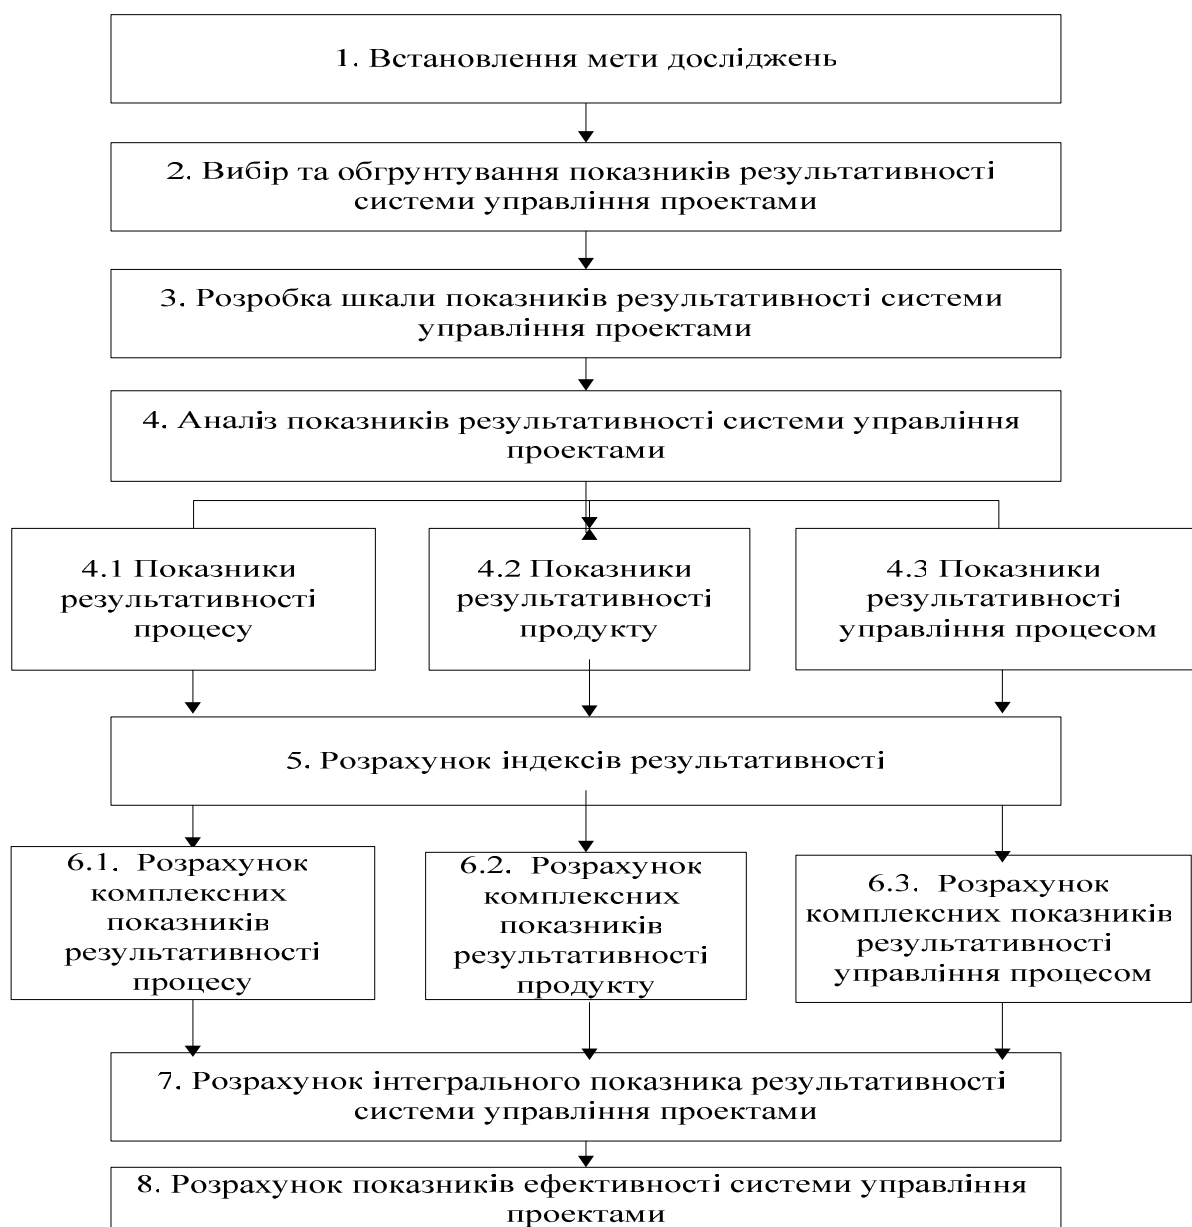 1. Встановлення мети досліджень
2. Вибір та обгрунтування показників результативності
системи управління проектами
3. Розробка шкали показників результативності системи
управління проектами
4. Аналіз показників результативності системи управління
проектами
4.1 Показники
результативності
процесу
4.2 Показники
результативності
продукту
4.3 Показники
результативності
управління процесом
5. Розрахунок індексів результативності
6.1. Розрахунок
комплексних
показників
результативності
процесу
6.2. Розрахунок
комплексних
показників
результативності
продукту
6.3. Розрахунок
комплексних показників
результативності
управління процесом
7. Розрахунок інтегрального показника результативності
системи управління проектами
8. Розрахунок показників ефективності системи управління
проектами